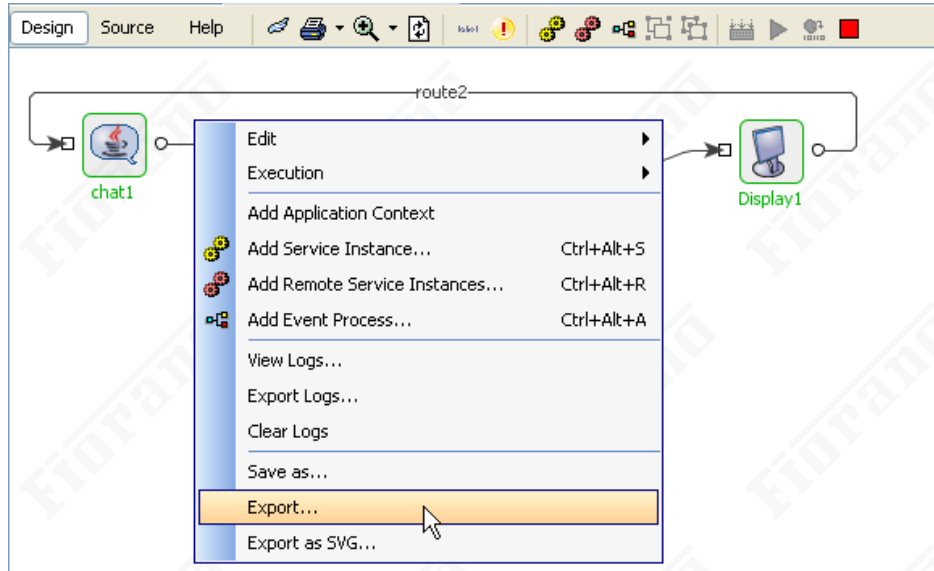 Design Source Help label
route2
chat1
Display1
Edit
Execution
Add Application Context
Add Service Instance... Ctrl+Alt+S
Add Remote Service Instances... Ctrl+Alt+R
Add Event Process... Ctrl+Alt+A
View Logs...
Export Logs...
Clear Logs
Save as...
Export...
Export as SVG...
Fiorano